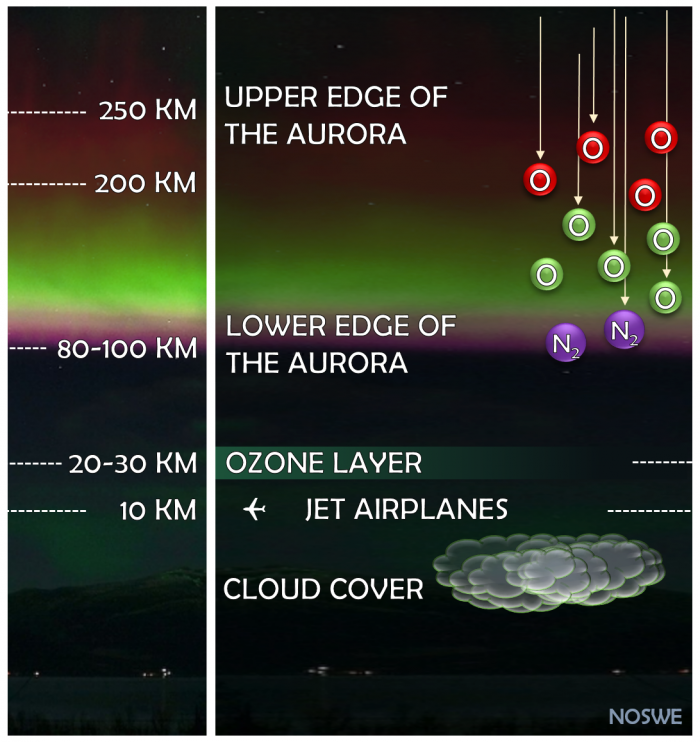 250 KM
UPPER EDGE OF
THE AURORA
200 KM
O
O
O
O
O
O
O
O
O
LOWER EDGE OF
THE AURORA
80-100 KM
N₂
N₂
20-30 KM
OZONE LAYER
10 KM
JET AIRPLANES
CLOUD COVER
NOSWE